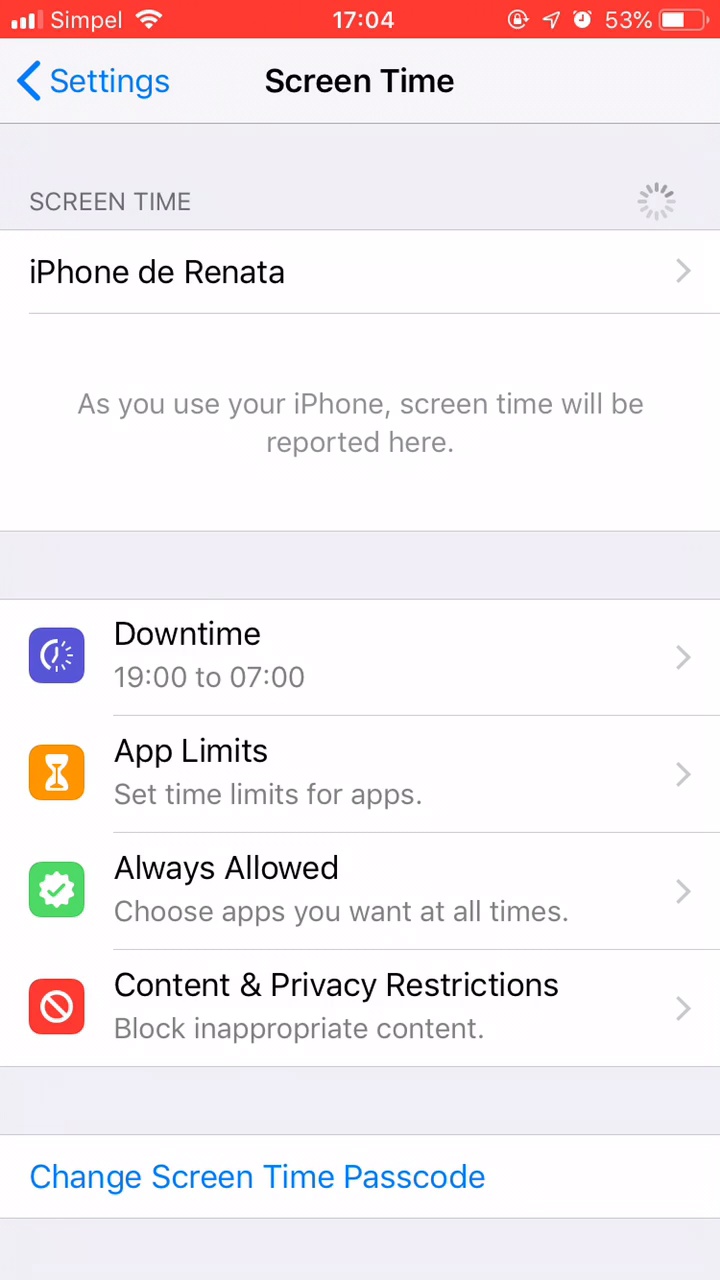 Simpel 17:04 53%
Settings Screen Time
SCREEN TIME
iPhone de Renata
As you use your iPhone, screen time will be
reported here.
Downtime
19:00 to 07:00
App Limits
Set time limits for apps.
Always Allowed
Choose apps you want at all times.
Content & Privacy Restrictions
Block inappropriate content.
Change Screen Time Passcode